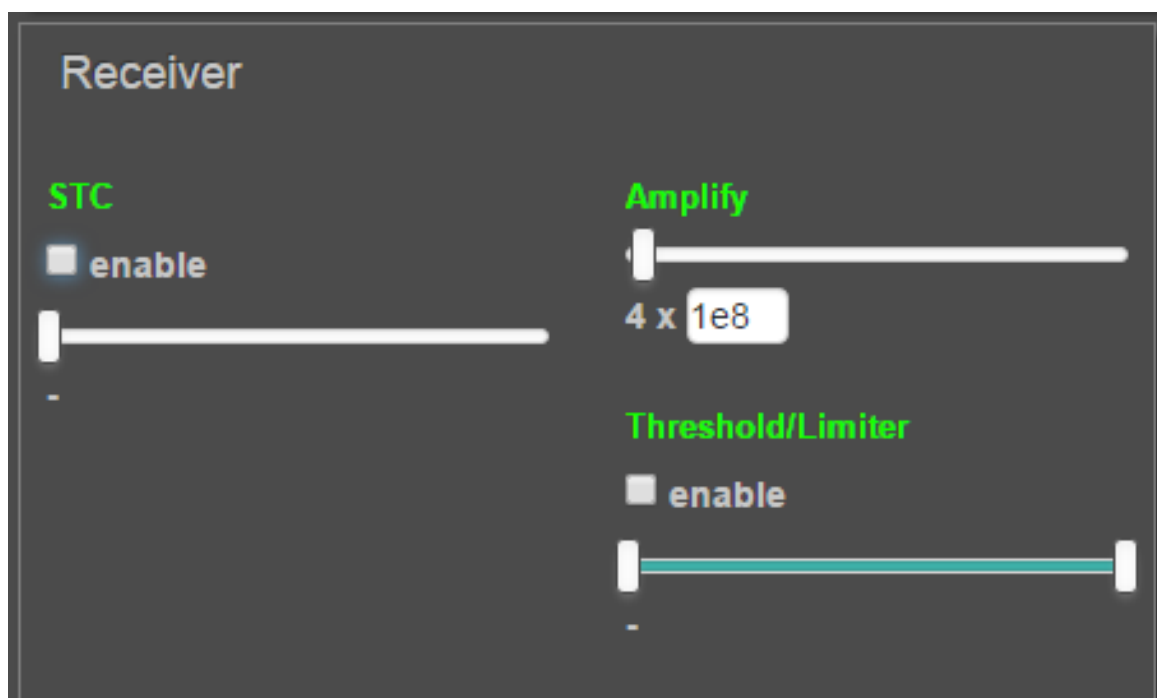 Receiver
STC
enable
-
Amplify
4 x 1e8
Threshold/Limiter
enable
-